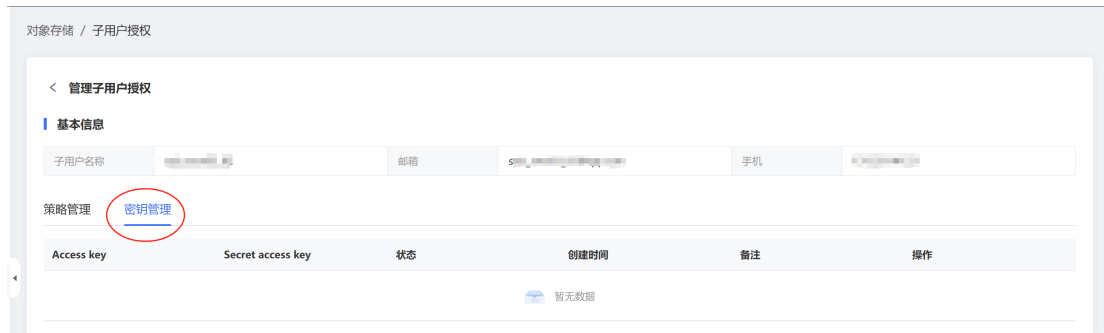 对象存储 / 子用户授权
< 管理子用户授权
基本信息
子用户名称 邮箱 手机
策略管理 密钥管理
Access key Secret access key 状态 创建时间 备注 操作
暂无数据